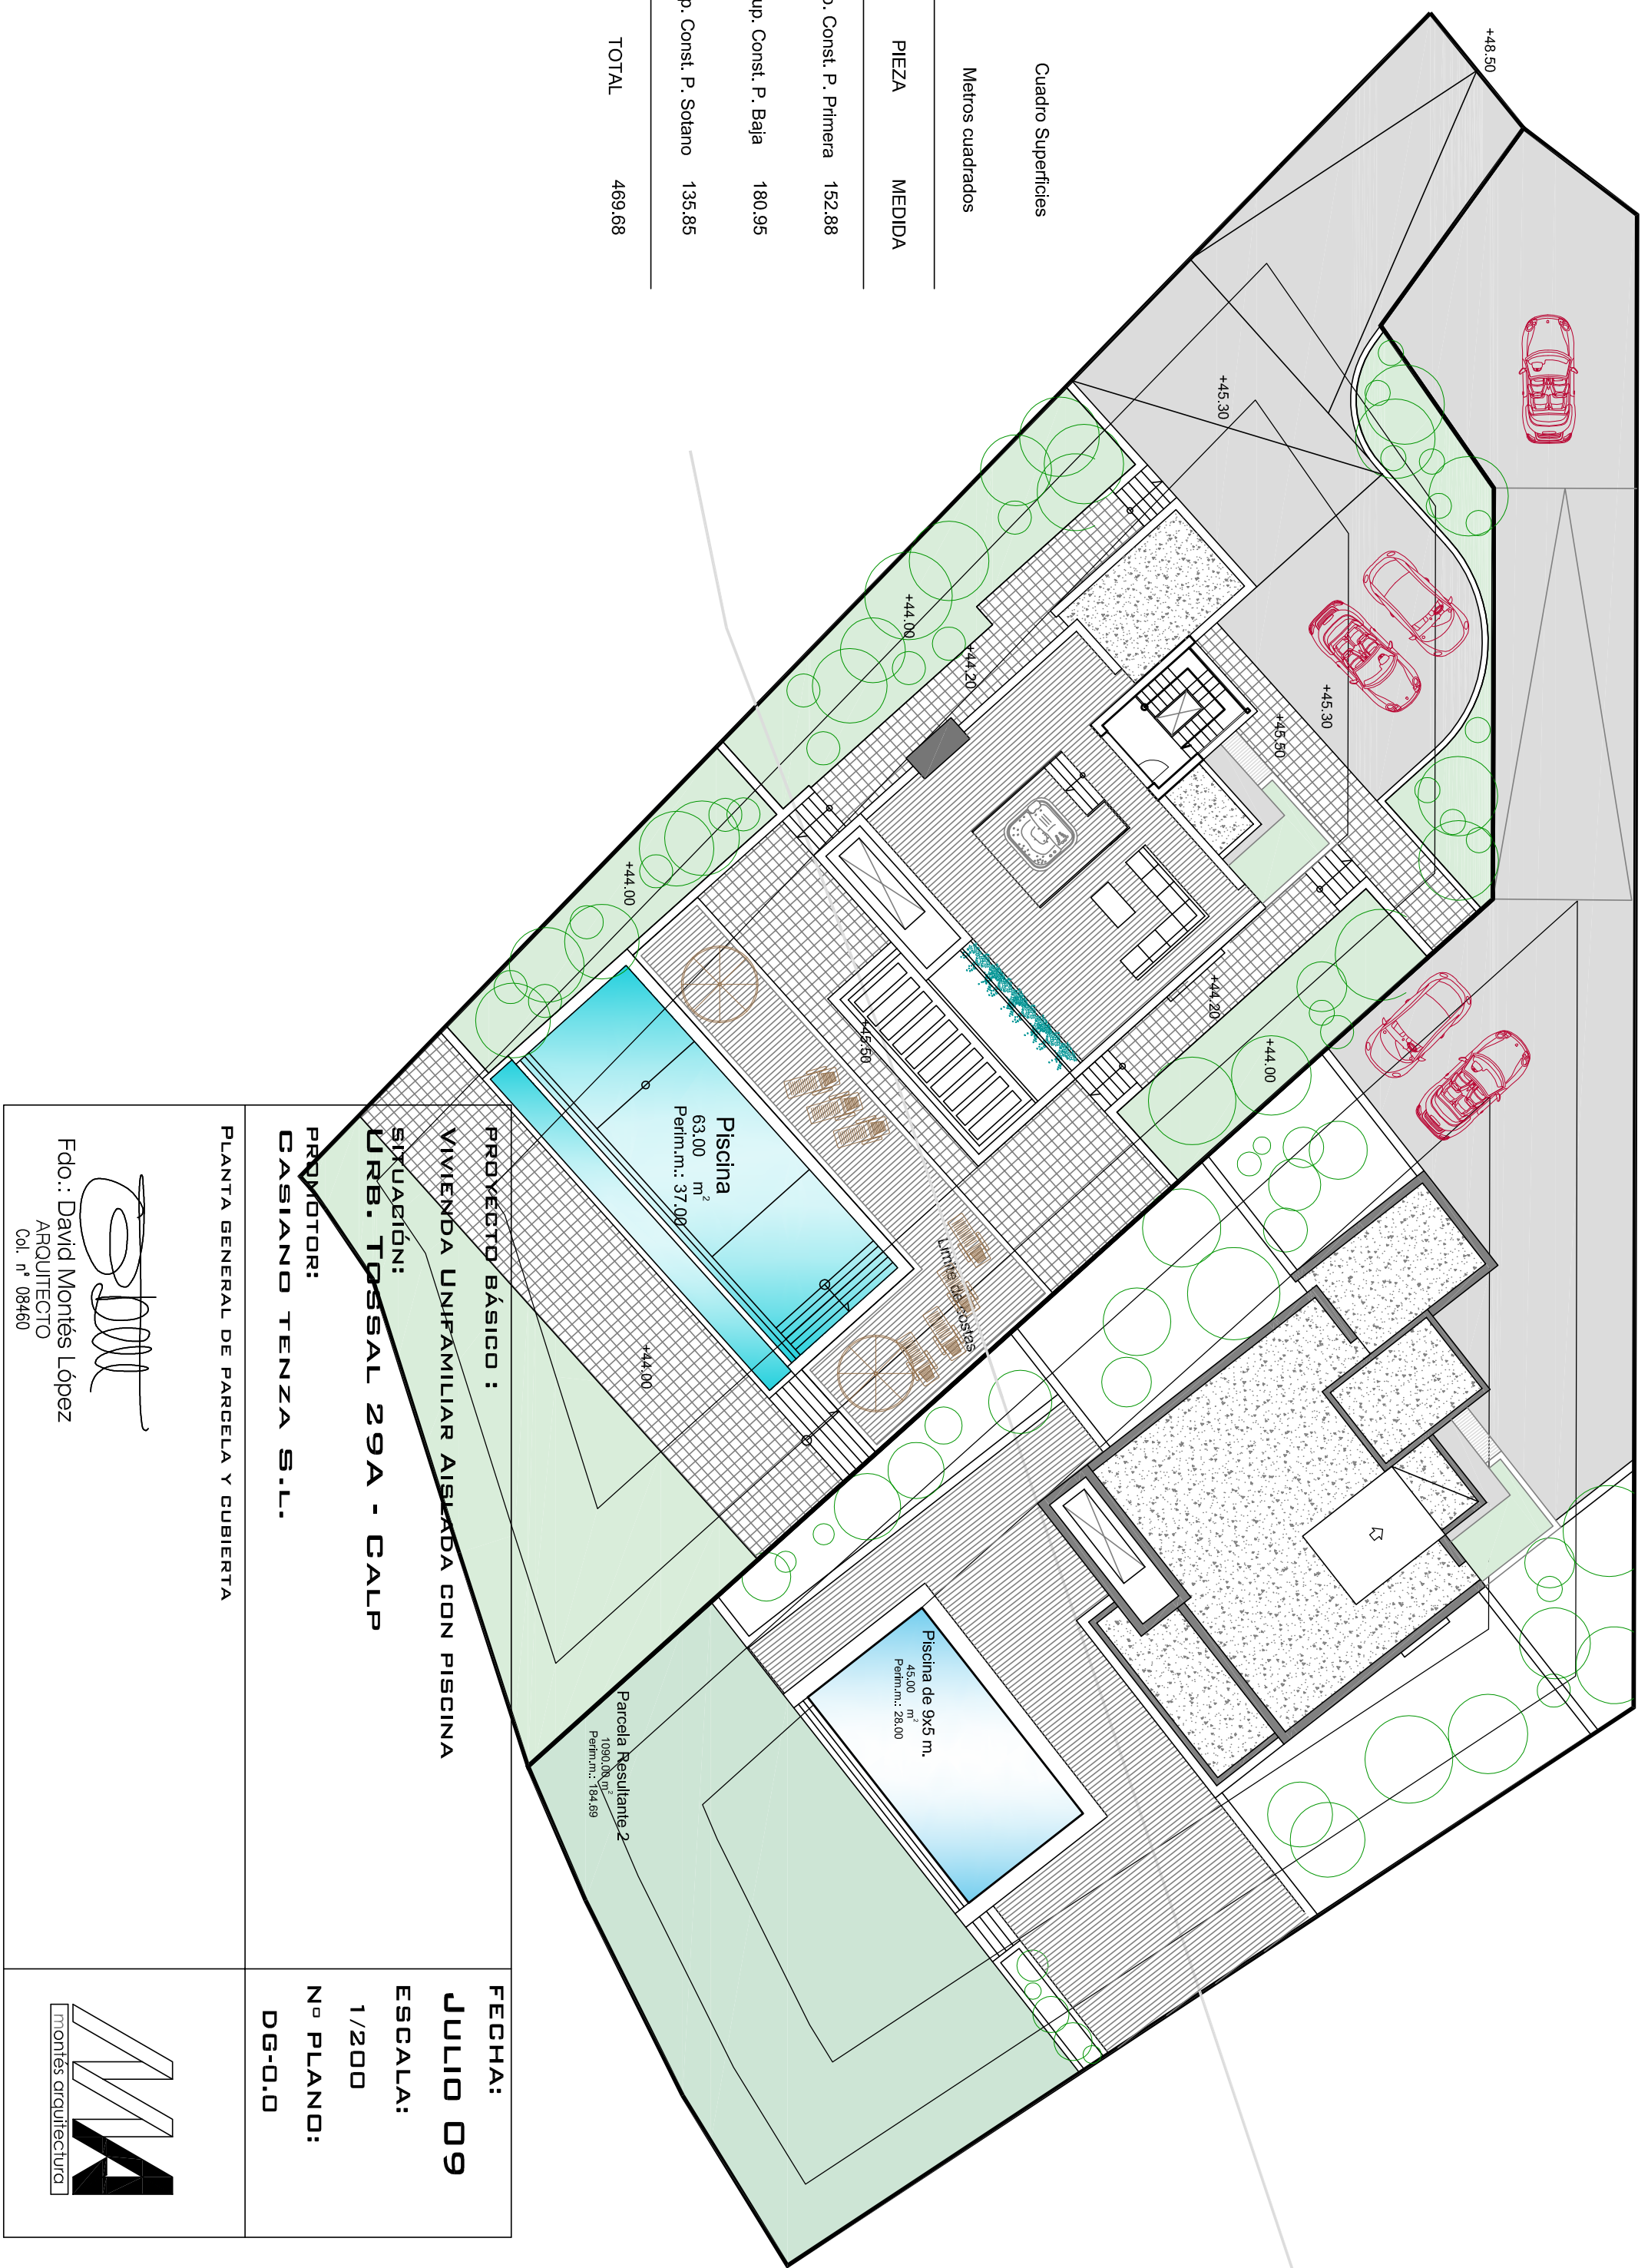 Cuadro Superficies
Metros cuadrados
PIEZA MEDIDA
p. Const. P. Primera 152.88
up. Const. P. Baja 180.95
p. Const. P. Sotano 135.85
TOTAL 469.68
+48.50
+45.30
+45.30
+45.50
+44.00
+44.20
+44.20
+44.00
+44.00
+45.50
Piscina
63.00 m²
Perim.m.: 37.00
Limite de costas
+44.00
Piscina de 9x5 m.
45.00 m²
Perim.m.: 28.00
Parcela Resultante 2
1090.00 m²
Perim.m.: 184.69
PROYECTO BÁSICO :
VIVIENDA UNIFAMILIAR AISLADA CON PISCINA
SITUACIÓN:
URB. TOSSAL 29A - CALP
PROMOTOR:
CASIANO TENZA S.L.
PLANTA GENERAL DE PARCELA Y CUBIERTA
Fdo.: David Montés López
ARQUITECTO
Col. nº 08460
FECHA:
JULIO 09
ESCALA:
1/200
Nº PLANO:
DG-0.0
MA
montés arquitectura